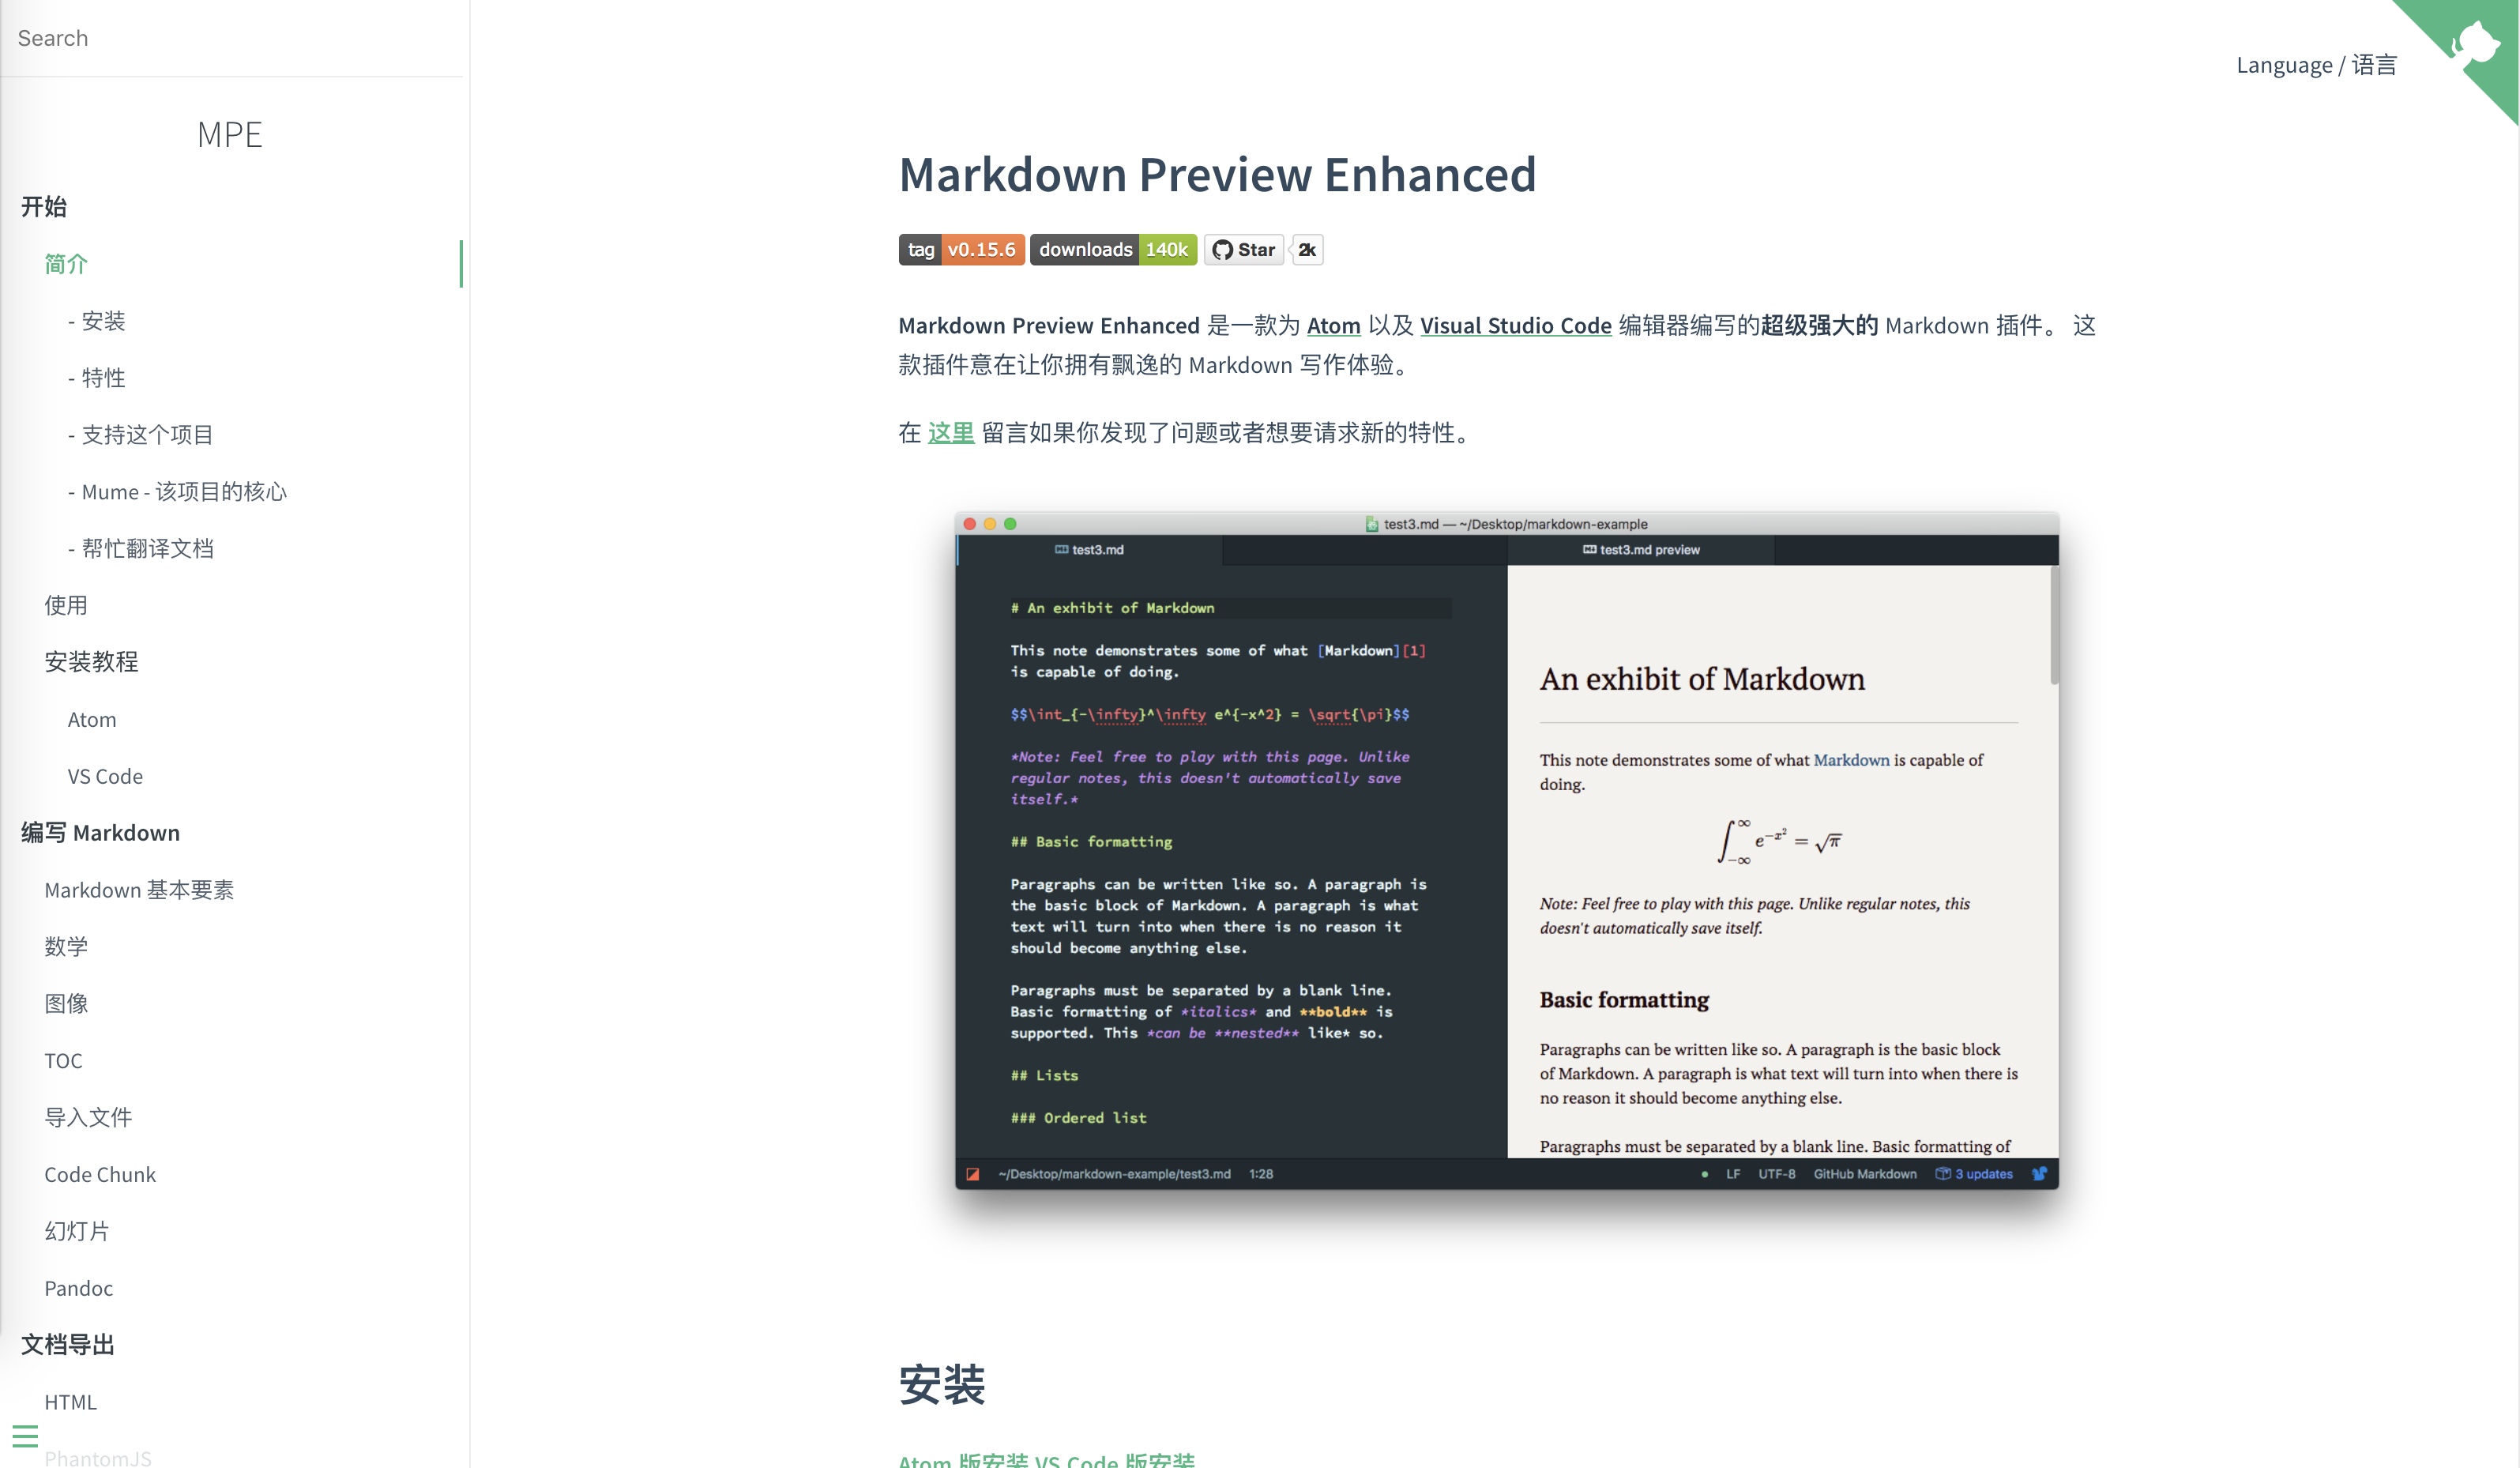 Search
MPE
开始
简介
- 安装
- 特性
- 支持这个项目
- Mume - 该项目的核心
- 帮忙翻译文档
使用
安装教程
Atom
VS Code
编写 Markdown
Markdown 基本要素
数学
图像
TOC
导入文件
Code Chunk
幻灯片
Pandoc
文档导出
HTML
PhantomJS
Language / 语言
Markdown Preview Enhanced
tag v0.15.6 downloads 140k Star 2k
Markdown Preview Enhanced 是一款为 Atom 以及 Visual Studio Code 编辑器编写的超级强大的 Markdown 插件。 这
款插件意在让你拥有飘逸的 Markdown 写作体验。
在 这里 留言如果你发现了问题或者想要请求新的特性。
test3.md — ~/Desktop/markdown-example
test3.md
# An exhibit of Markdown
This note demonstrates some of what [Markdown][1]
is capable of doing.
$$\int_{-\infty}^\infty e^{-x^2} = \sqrt{\pi}$$
*Note: Feel free to play with this page. Unlike
regular notes, this doesn't automatically save
itself.*
## Basic formatting
Paragraphs can be written like so. A paragraph is
the basic block of Markdown. A paragraph is what
text will turn into when there is no reason it
should become anything else.
Paragraphs must be separated by a blank line.
Basic formatting of *italics* and **bold** is
supported. This *can be **nested** like* so.
## Lists
### Ordered list
test3.md preview
An exhibit of Markdown
This note demonstrates some of what Markdown is capable of
doing.
∫_{-∞}^{∞} e^{-x^2} = √π
Note: Feel free to play with this page. Unlike regular notes, this
doesn't automatically save itself.
Basic formatting
Paragraphs can be written like so. A paragraph is the basic block
of Markdown. A paragraph is what text will turn into when there is
no reason it should become anything else.
Paragraphs must be separated by a blank line. Basic formatting of
~/Desktop/markdown-example/test3.md 1:28 LF UTF-8 GitHub Markdown 3 updates
安装
Atom 版安装 VS Code 版安装